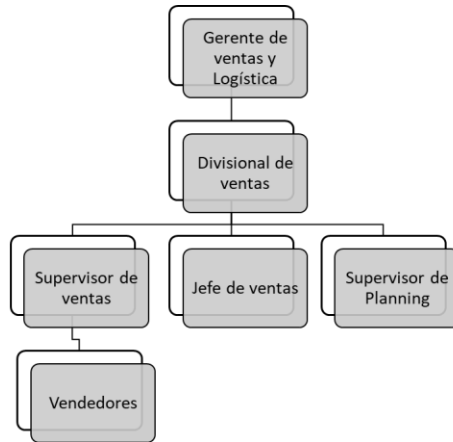 Gerente de
ventas y
Logística
Divisional de
ventas
Supervisor de
ventas
Jefe de ventas
Supervisor de
Planning
Vendedores